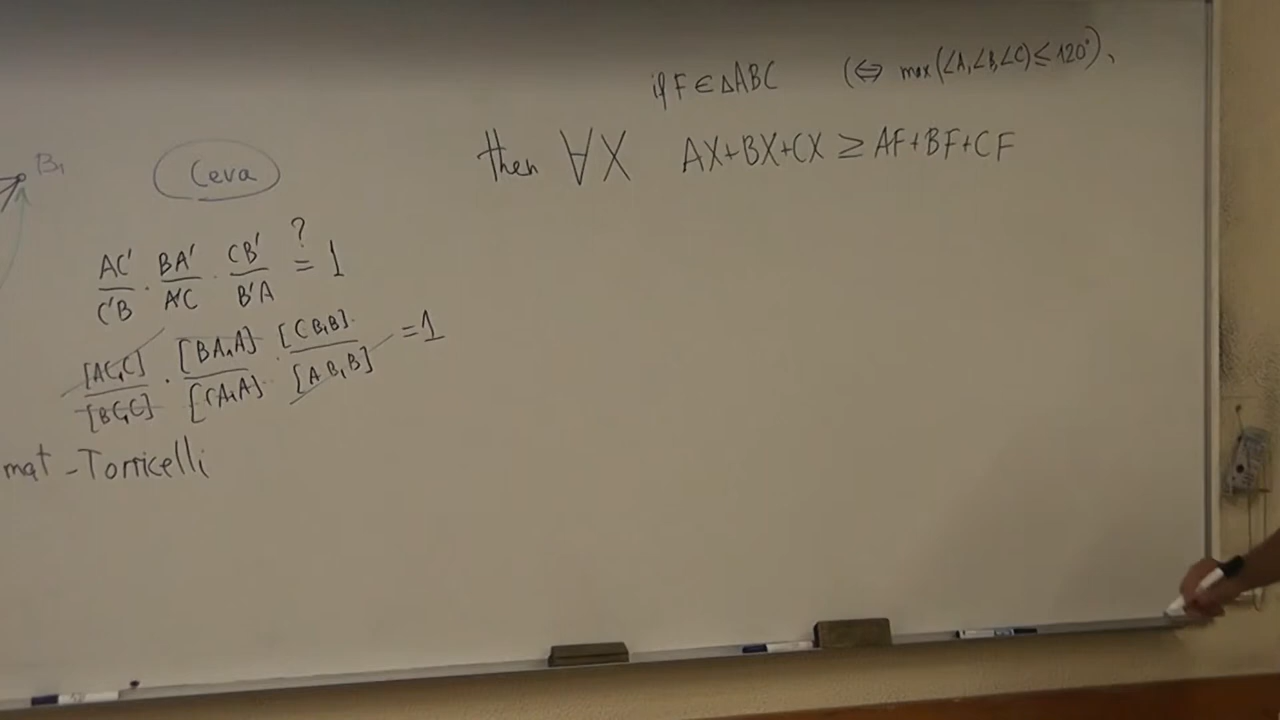 if F ∈ ΔABC (⇔ max(∠A,∠B,∠C) ≤ 120°),
then ∀X AX+BX+CX ≥ AF+BF+CF
B₁
Ceva
AC'/C'B · BA'/A'C · CB'/B'A ?= 1
[AC₁C]/[BC₁C] · [BA₁A]/[CA₁A] · [CB₁B]/[AB₁B] = 1
mat - Torricelli